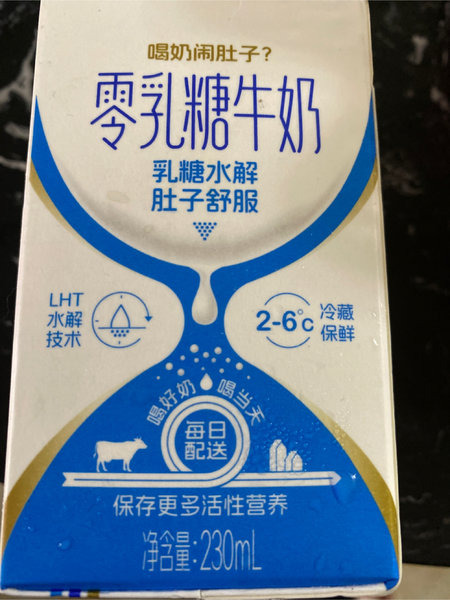 喝奶闹肚子?
零乳糖牛奶
乳糖水解
肚子舒服
LHT
水解
技术
2-6℃
冷藏
保鲜
喝好奶 喝当天
每日
配送
保存更多活性营养
净含量:230mL